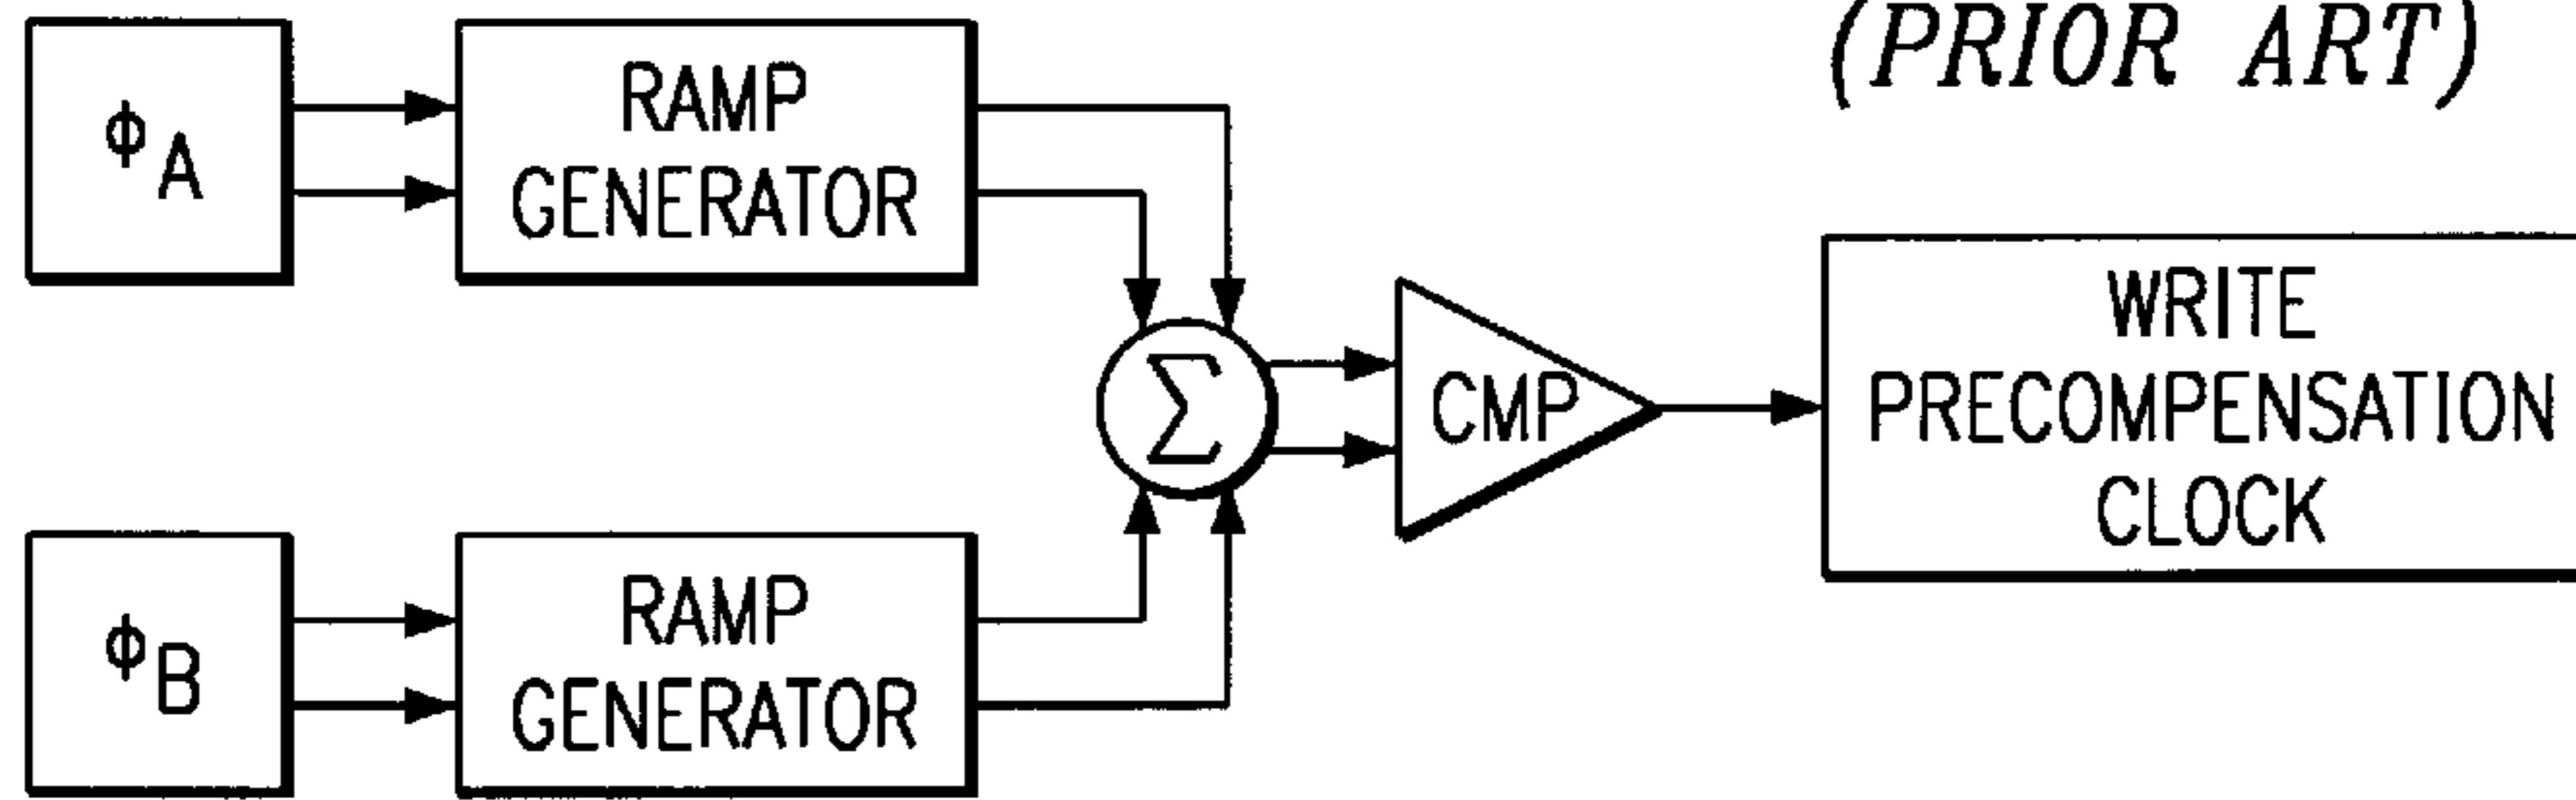 (PRIOR ART)
ϕA
RAMP
GENERATOR
Σ
CMP
WRITE
PRECOMPENSATION
CLOCK
ϕB
RAMP
GENERATOR